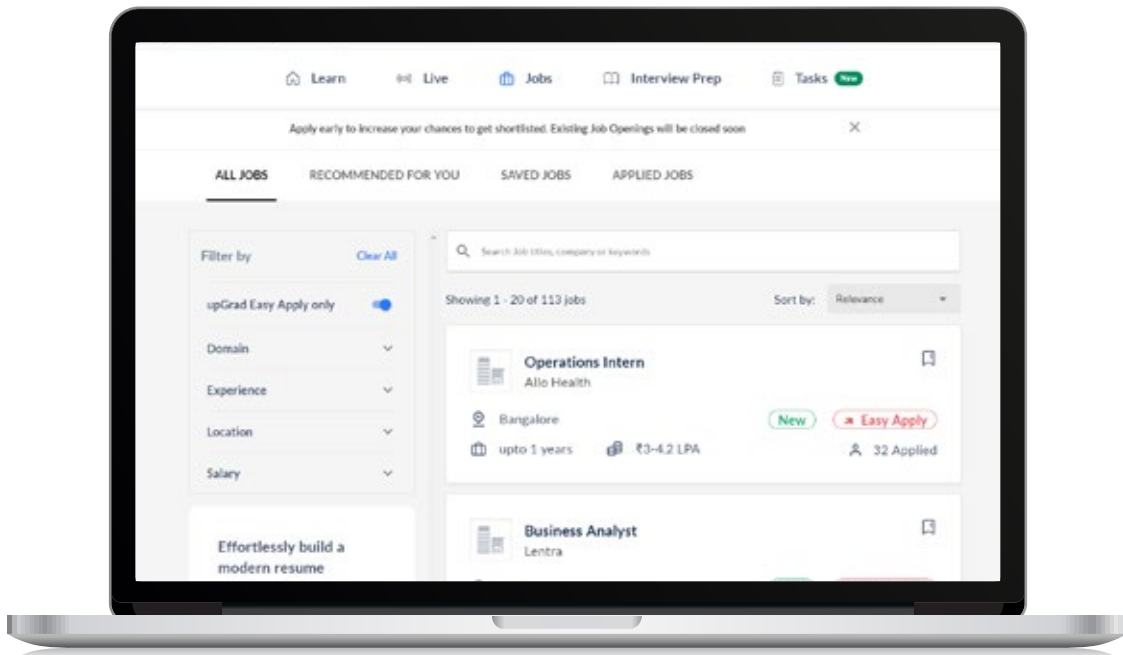 Learn Live Jobs Interview Prep Tasks New
Apply early to increase your chances to get shortlisted. Existing Job Openings will be closed soon
ALL JOBS RECOMMENDED FOR YOU SAVED JOBS APPLIED JOBS
Filter by Clear All
Search Job titles, company or keywords
upGrad Easy Apply only
Showing 1 - 20 of 113 jobs Sort by: Relevance
Domain
Experience
Location
Salary
Operations Intern
Allo Health
Bangalore New Easy Apply
upto 1 years ₹3-4.2 LPA 32 Applied
Effortlessly build a
modern resume
Business Analyst
Lentra